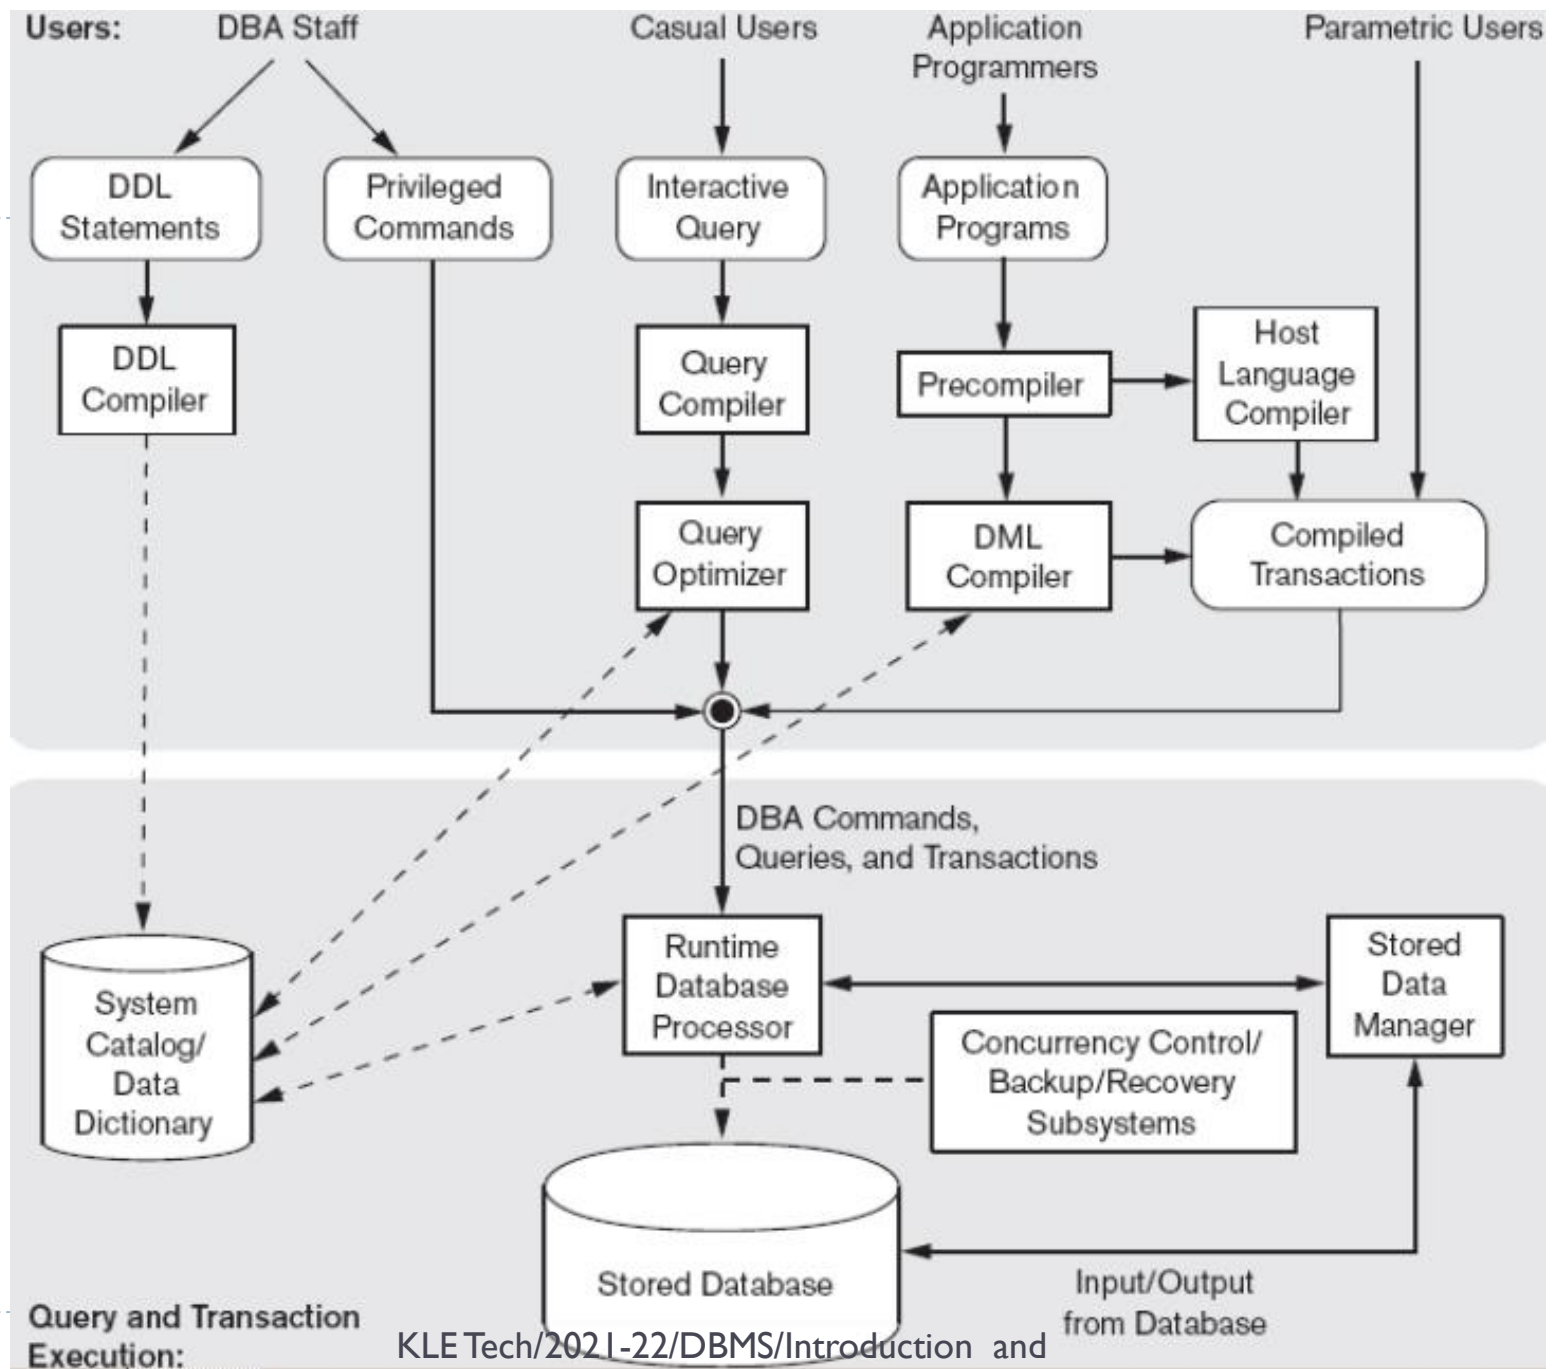 Users:
DBA Staff
Casual Users
Application
Programmers
Parametric Users
DDL
Statements
Privileged
Commands
Interactive
Query
Application
Programs
DDL
Compiler
Query
Compiler
Precompiler
Host
Language
Compiler
Query
Optimizer
DML
Compiler
Compiled
Transactions
DBA Commands,
Queries, and Transactions
System
Catalog/
Data
Dictionary
Runtime
Database
Processor
Stored
Data
Manager
Concurrency Control/
Backup/Recovery
Subsystems
Stored Database
Input/Output
from Database
Query and Transaction
Execution:
KLE Tech/2021-22/DBMS/Introduction and